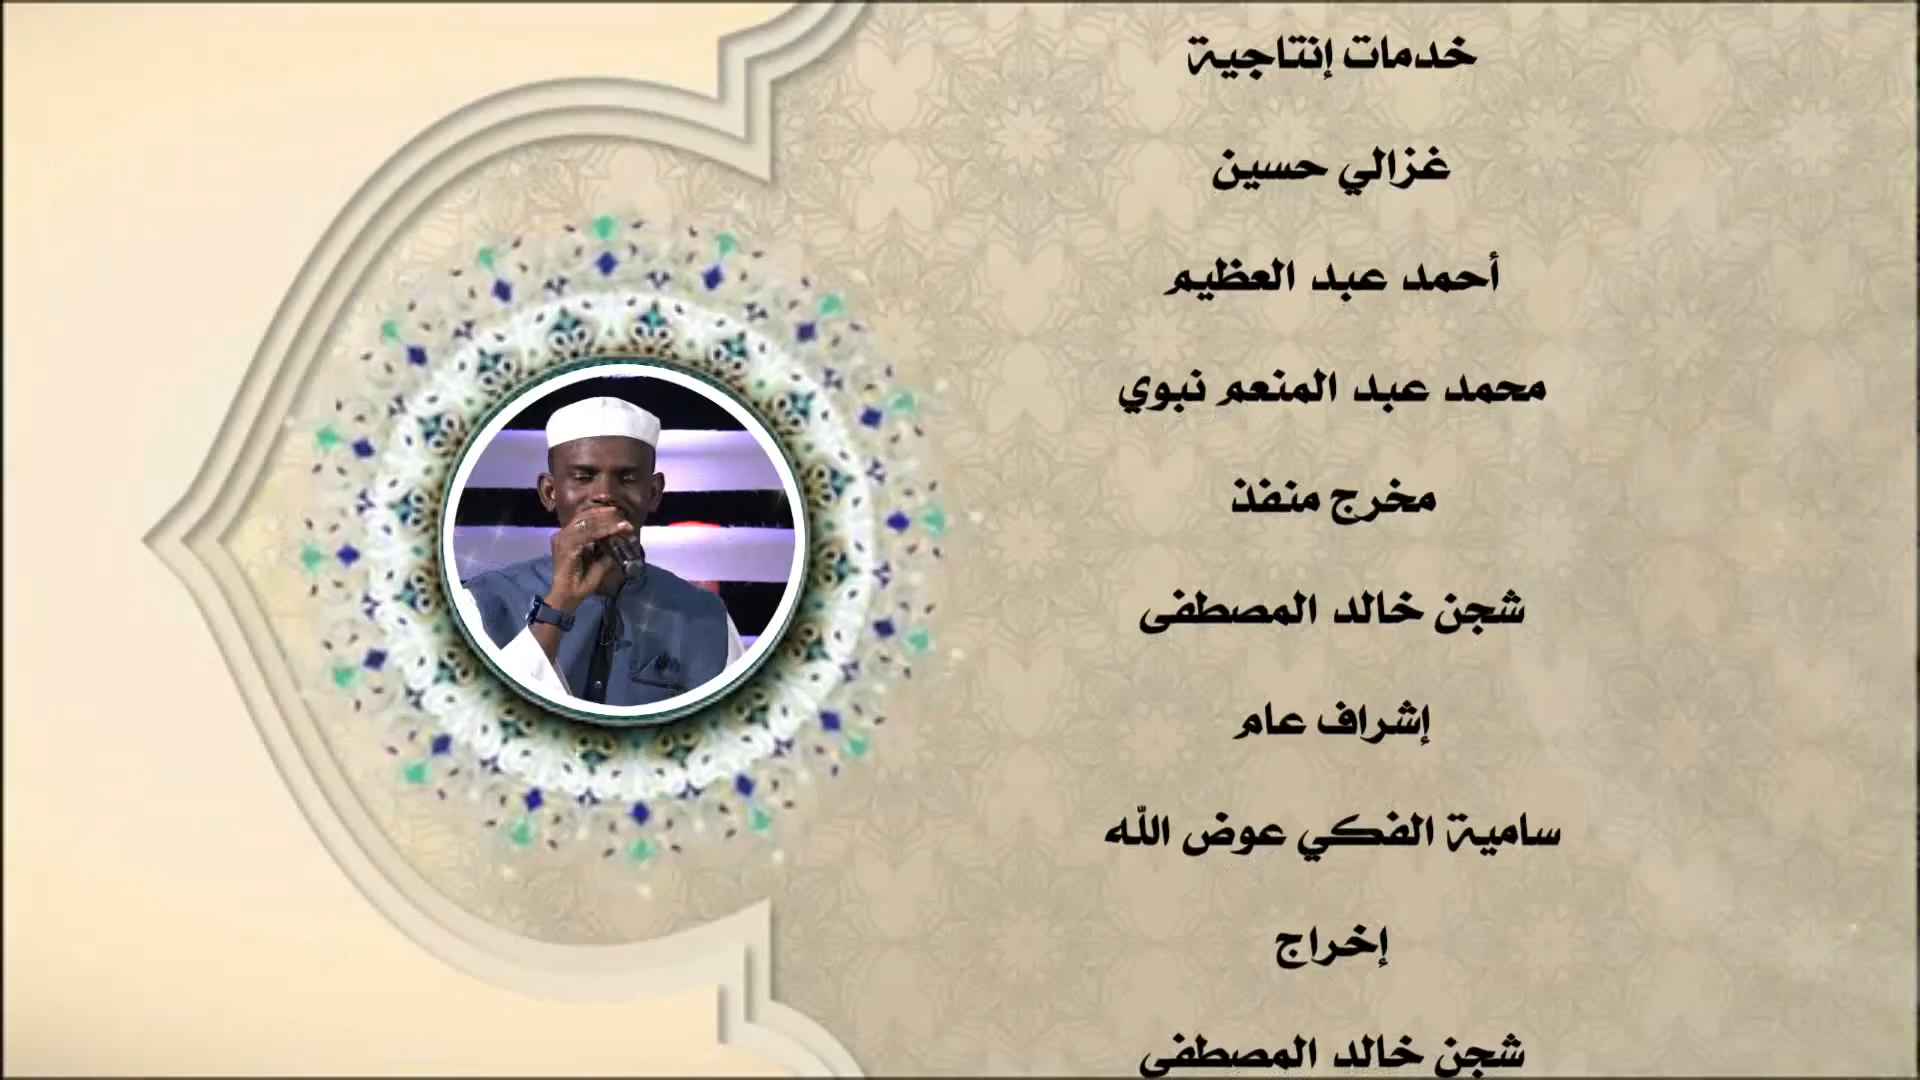 خدمات إنتاجية
غزالي حسين
أحمد عبد العظيم
محمد عبد المنعم نبوي
مخرج منفذ
شجن خالد المصطفى
إشراف عام
سامية الفكي عوض الله
إخراج
شجن خالد المصطفى